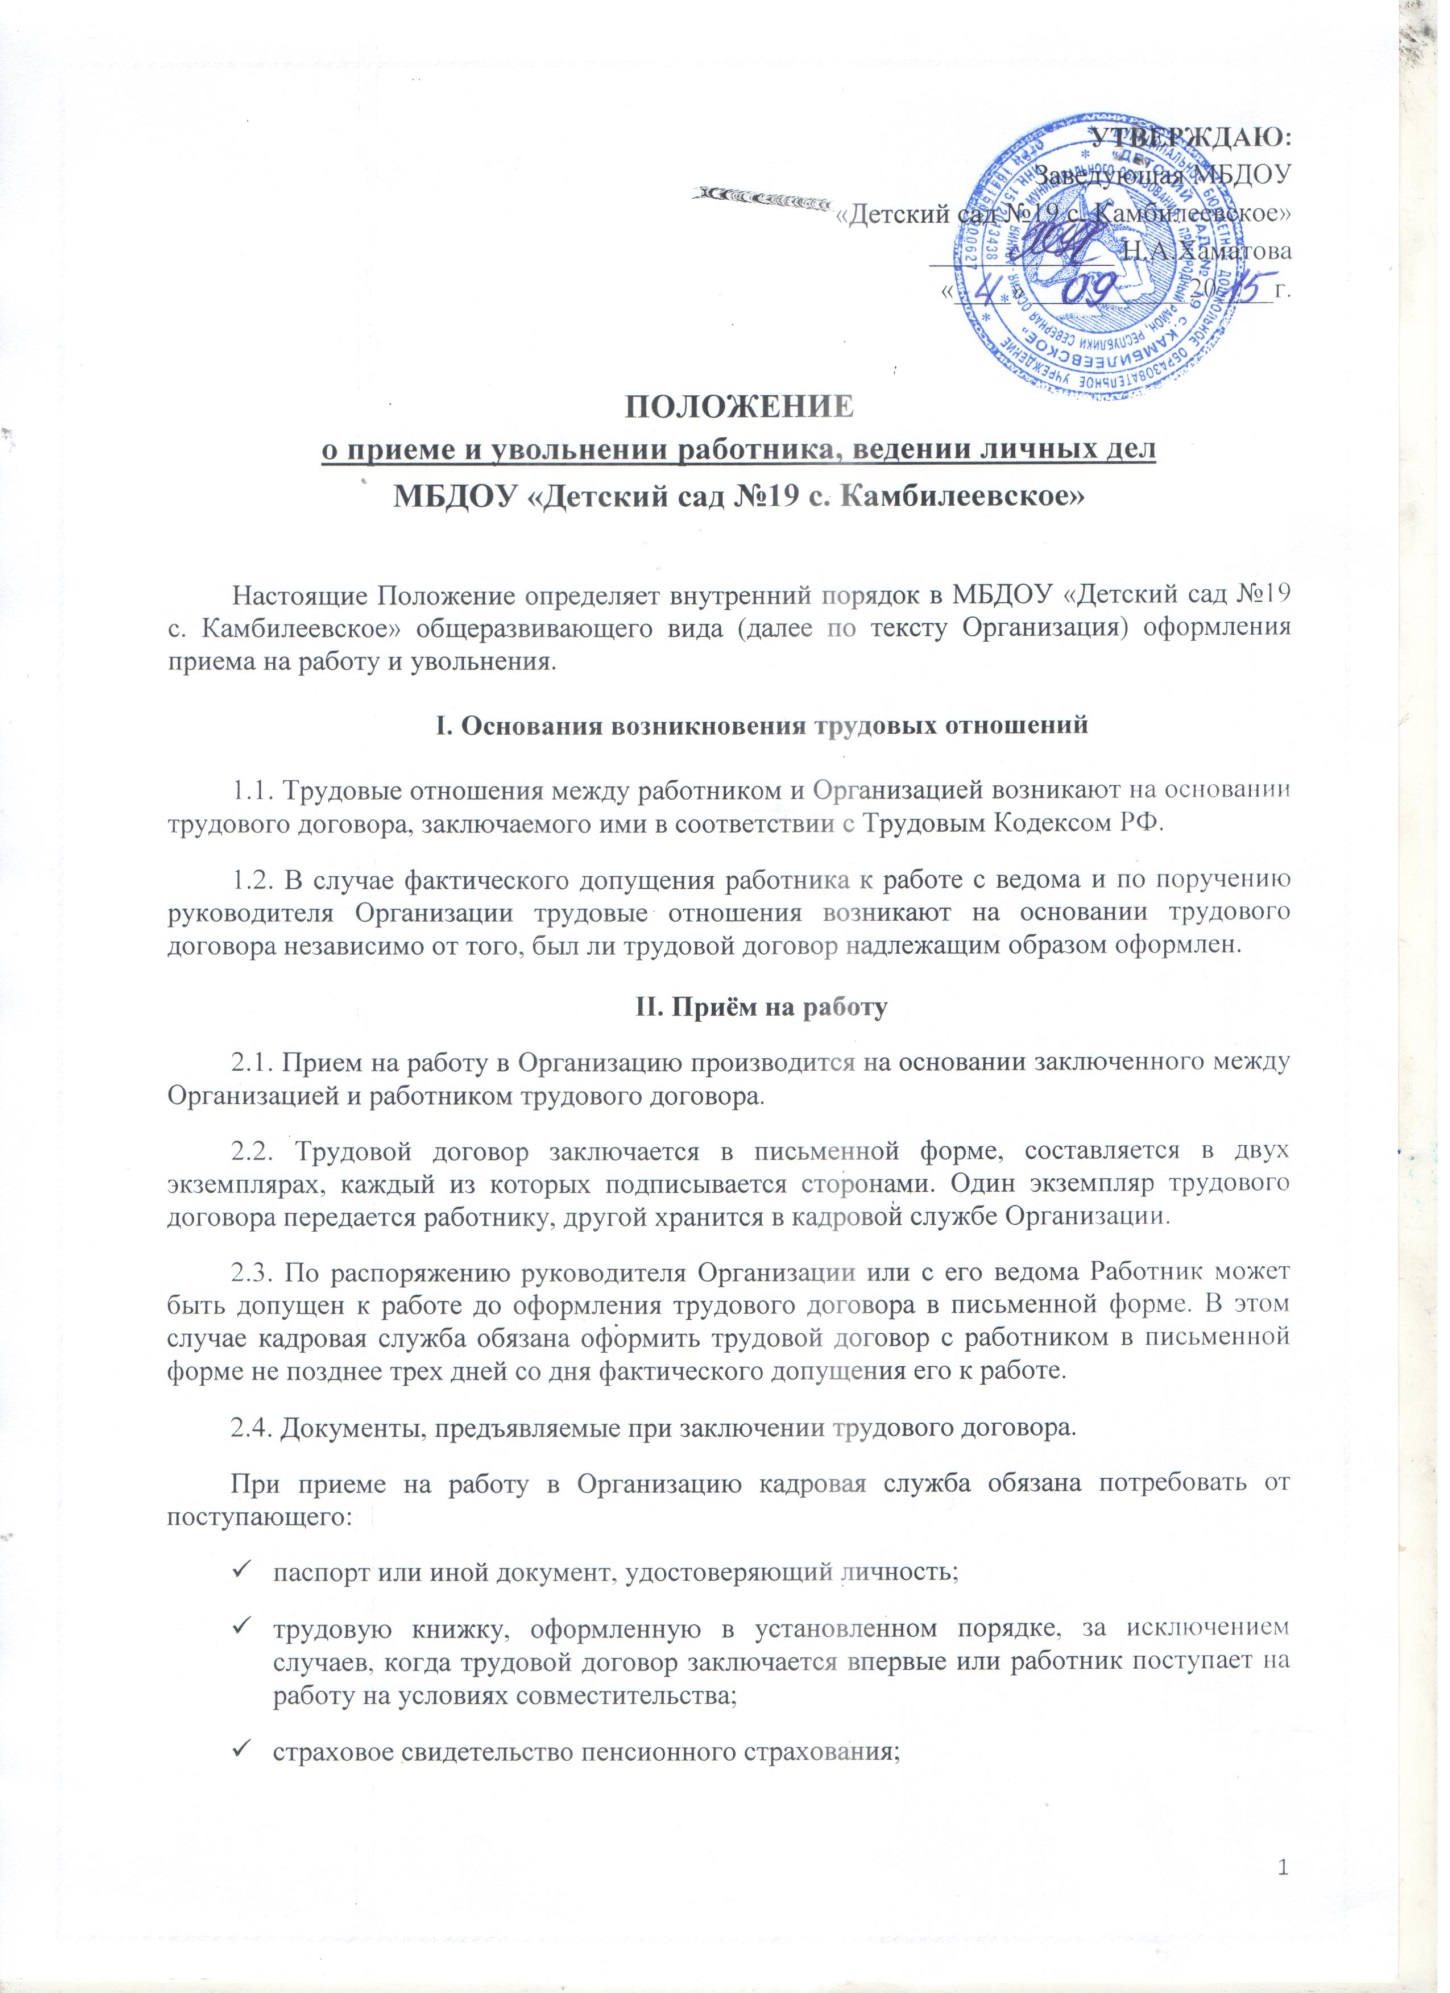 УТВЕРЖДАЮ:
Заведующая МБДОУ
«Детский сад №19 с. Камбилеевское»
______________ Н.А.Хаматова
«_4_» 09 2015 г.
ПОЛОЖЕНИЕ
о приеме и увольнении работника, ведении личных дел
МБДОУ «Детский сад №19 с. Камбилеевское»
Настоящие Положение определяет внутренний порядок в МБДОУ «Детский сад №19
с. Камбилеевское» общеразвивающего вида (далее по тексту Организация) оформления
приема на работу и увольнения.
I. Основания возникновения трудовых отношений
1.1. Трудовые отношения между работником и Организацией возникают на основании
трудового договора, заключаемого ими в соответствии с Трудовым Кодексом РФ.
1.2. В случае фактического допущения работника к работе с ведома и по поручению
руководителя Организации трудовые отношения возникают на основании трудового
договора независимо от того, был ли трудовой договор надлежащим образом оформлен.
II. Приём на работу
2.1. Прием на работу в Организацию производится на основании заключенного между
Организацией и работником трудового договора.
2.2. Трудовой договор заключается в письменной форме, составляется в двух
экземплярах, каждый из которых подписывается сторонами. Один экземпляр трудового
договора передается работнику, другой хранится в кадровой службе Организации.
2.3. По распоряжению руководителя Организации или с его ведома Работник может
быть допущен к работе до оформления трудового договора в письменной форме. В этом
случае кадровая служба обязана оформить трудовой договор с работником в письменной
форме не позднее трех дней со дня фактического допущения его к работе.
2.4. Документы, предъявляемые при заключении трудового договора.
При приеме на работу в Организацию кадровая служба обязана потребовать от
поступающего:
✓ паспорт или иной документ, удостоверяющий личность;
✓ трудовую книжку, оформленную в установленном порядке, за исключением
случаев, когда трудовой договор заключается впервые или работник поступает на
работу на условиях совместительства;
✓ страховое свидетельство пенсионного страхования;
1